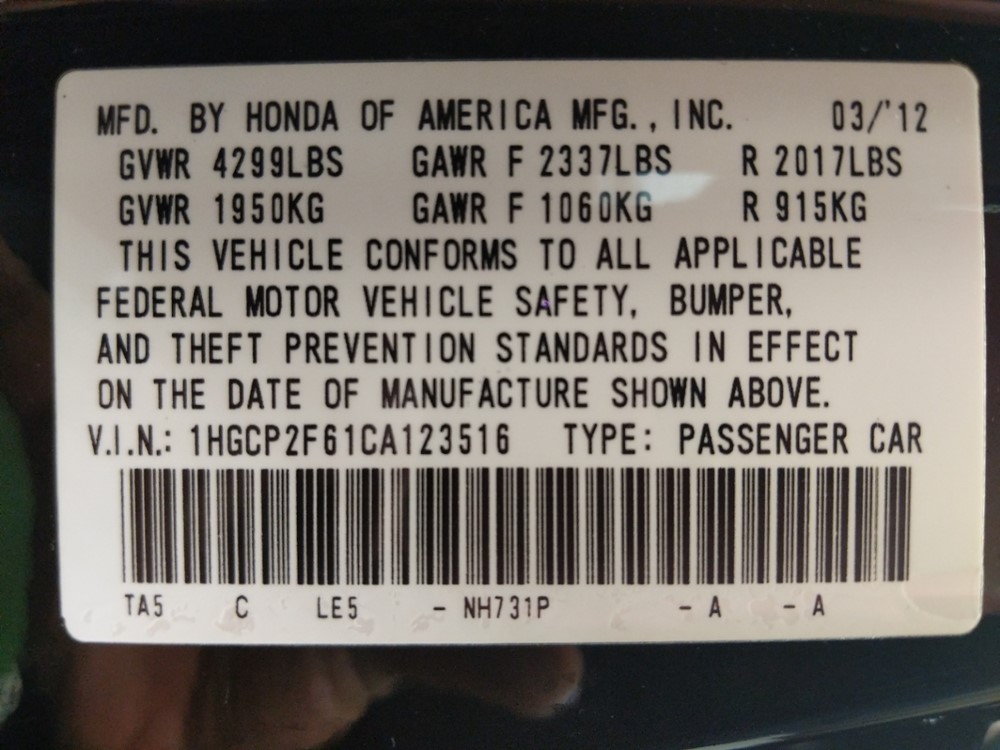 MFD. BY HONDA OF AMERICA MFG., INC. 03/'12
GVWR 4299LBS GAWR F 2337LBS R 2017LBS
GVWR 1950KG GAWR F 1060KG R 915KG
THIS VEHICLE CONFORMS TO ALL APPLICABLE
FEDERAL MOTOR VEHICLE SAFETY, BUMPER,
AND THEFT PREVENTION STANDARDS IN EFFECT
ON THE DATE OF MANUFACTURE SHOWN ABOVE.
V.I.N.: 1HGCP2F61CA123516 TYPE: PASSENGER CAR
TA5 C LE5 - NH731P - A - A